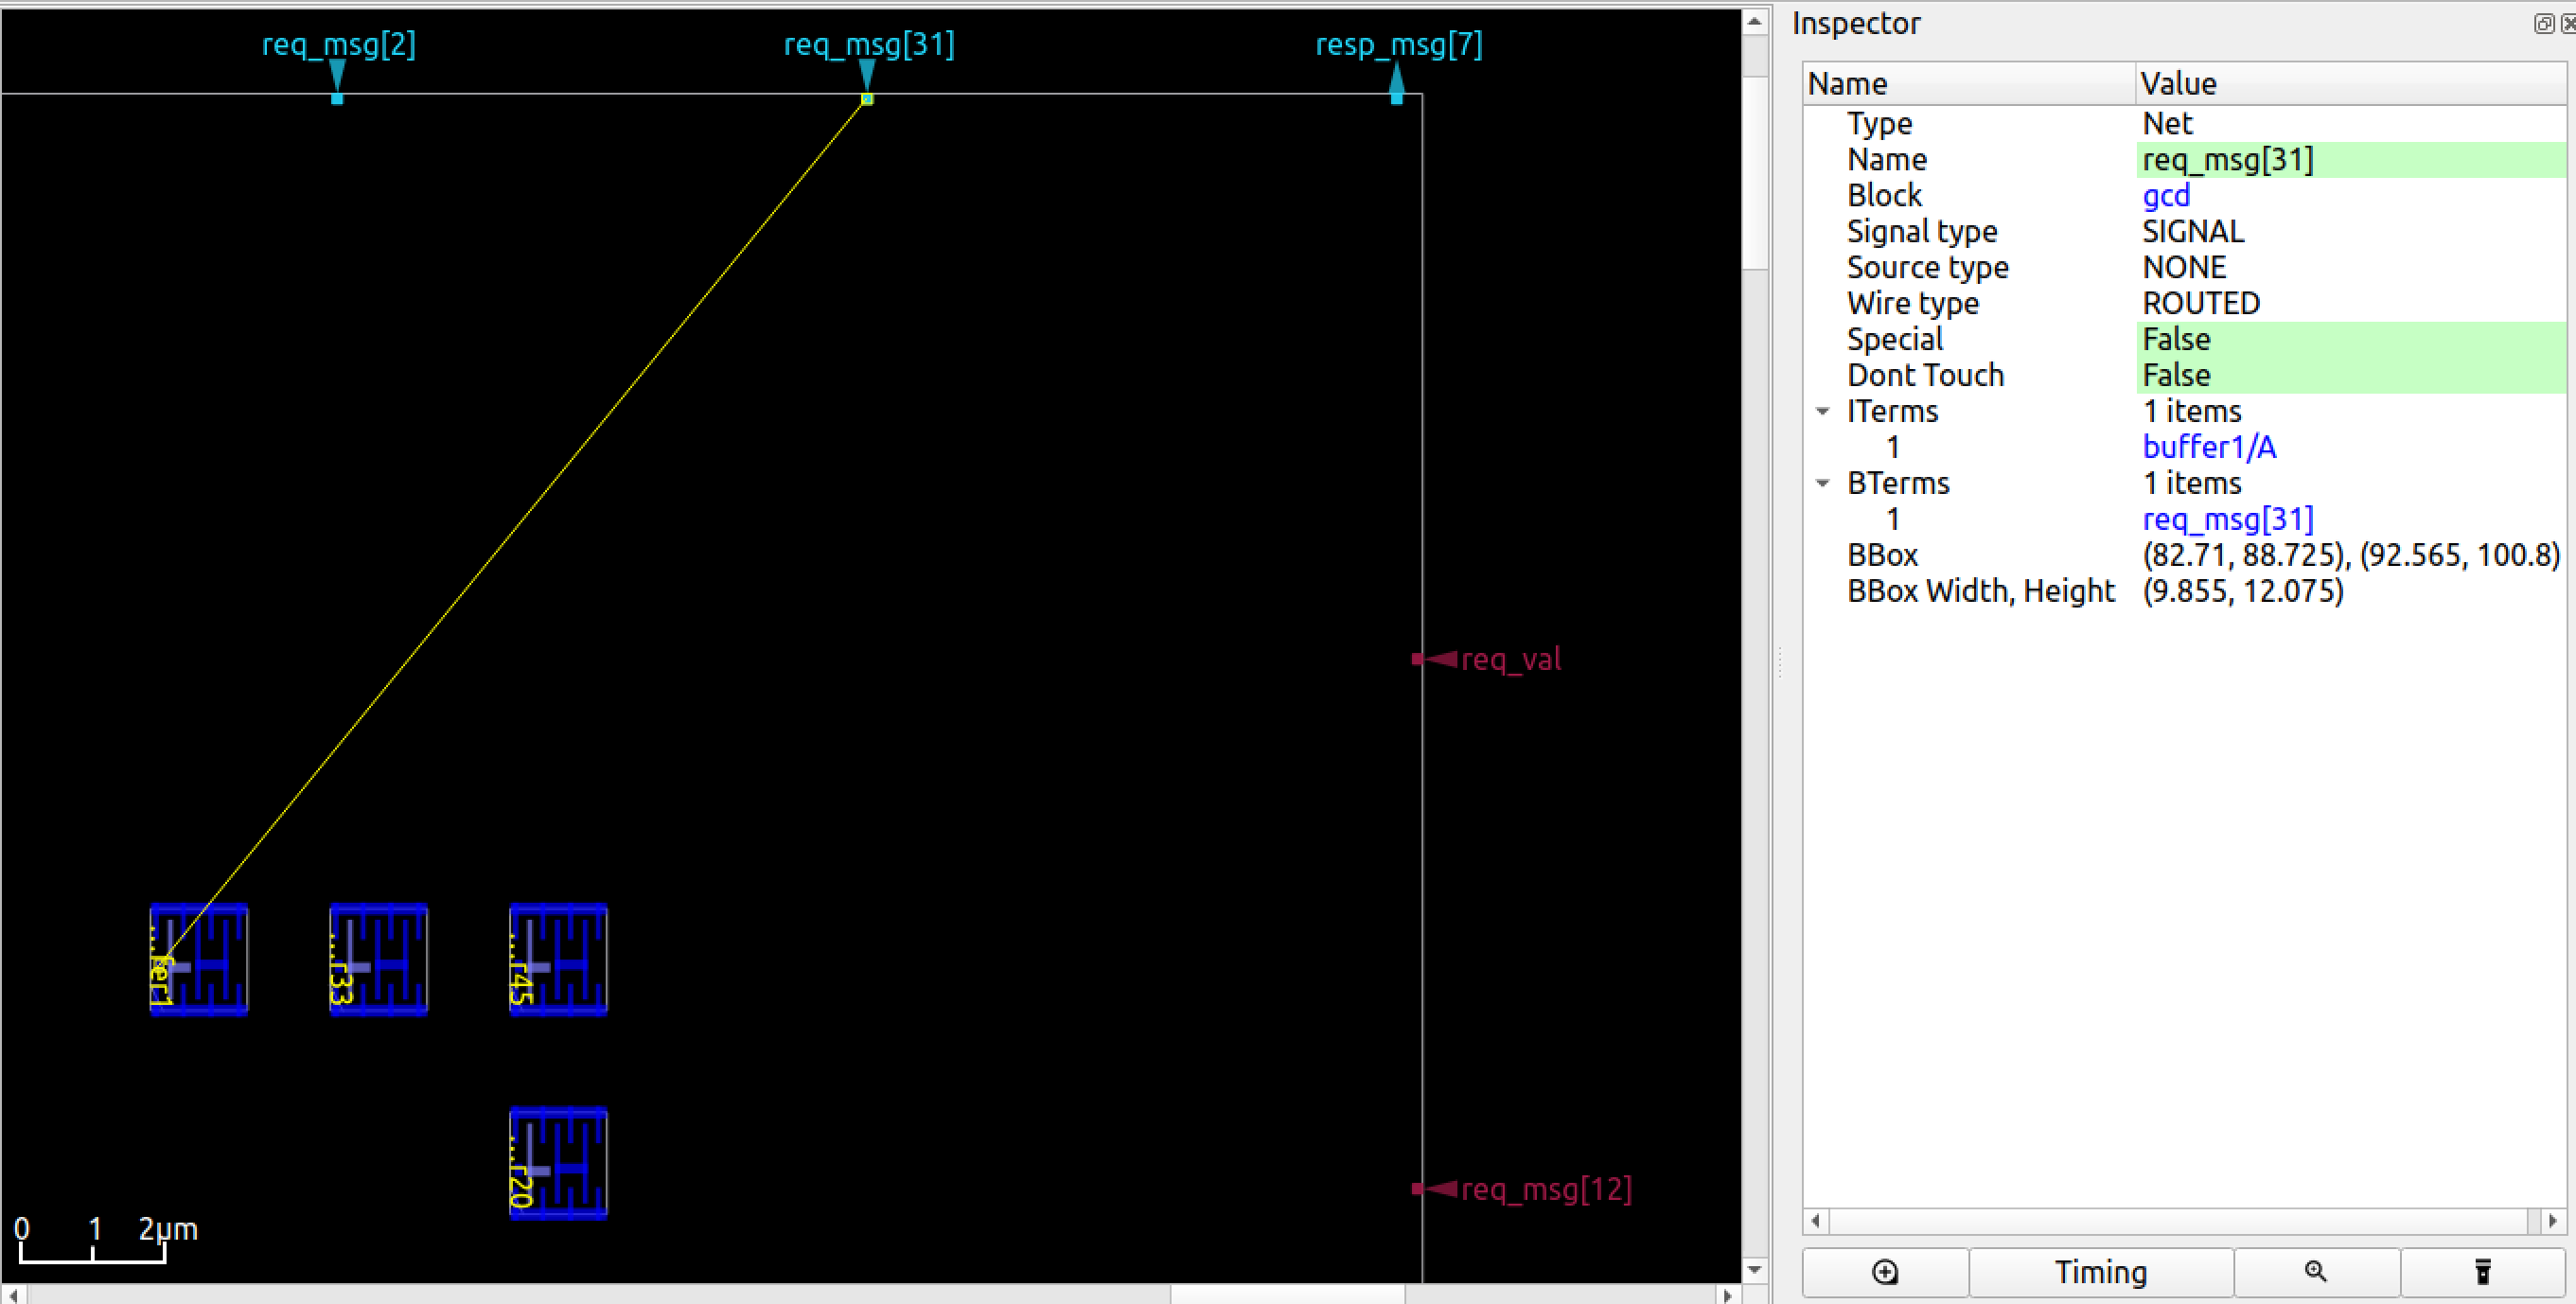 req_msg[2]
req_msg[31]
resp_msg[7]
req_val
req_msg[12]
...fer1
...r33
...r45
...r20
0 1 2μm
Inspector
Name Value
Type Net
Name req_msg[31]
Block gcd
Signal type SIGNAL
Source type NONE
Wire type ROUTED
Special False
Dont Touch False
ITerms 1 items
1 buffer1/A
BTerms 1 items
1 req_msg[31]
BBox (82.71, 88.725), (92.565, 100.8)
BBox Width, Height (9.855, 12.075)
Timing